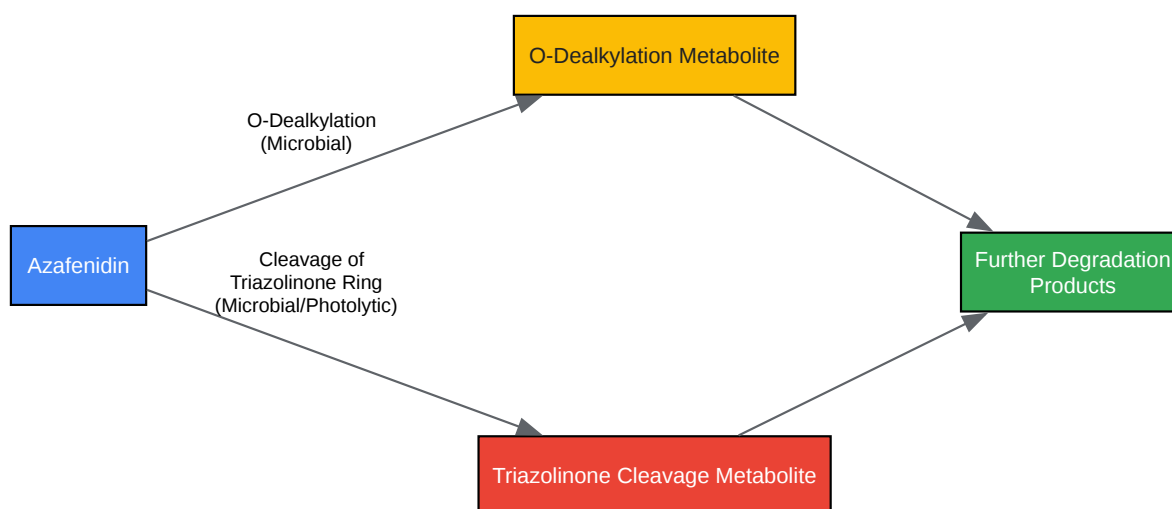 O-Dealkylation Metabolite
O-Dealkylation
(Microbial)
Azafenidin
Cleavage of
Triazolinone Ring
(Microbial/Photolytic)
Further Degradation
Products
Triazolinone Cleavage Metabolite